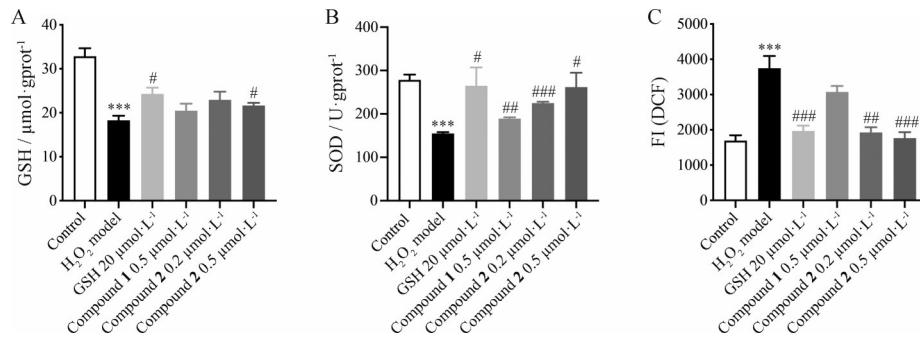 A
GSH / μmol·gprot⁻¹
40
30
20
10
0
***
#
#
Control
H₂O₂ model
GSH 20 μmol·L⁻¹
Compound 1 0.5 μmol·L⁻¹
Compound 2 0.2 μmol·L⁻¹
Compound 2 0.5 μmol·L⁻¹
B
SOD / U·gprot⁻¹
400
300
200
100
0
***
#
##
###
#
Control
H₂O₂ model
GSH 20 μmol·L⁻¹
Compound 1 0.5 μmol·L⁻¹
Compound 2 0.2 μmol·L⁻¹
Compound 2 0.5 μmol·L⁻¹
C
FI (DCF)
5000
4000
3000
2000
1000
0
***
###
##
###
Control
H₂O₂ model
GSH 20 μmol·L⁻¹
Compound 1 0.5 μmol·L⁻¹
Compound 2 0.2 μmol·L⁻¹
Compound 2 0.5 μmol·L⁻¹